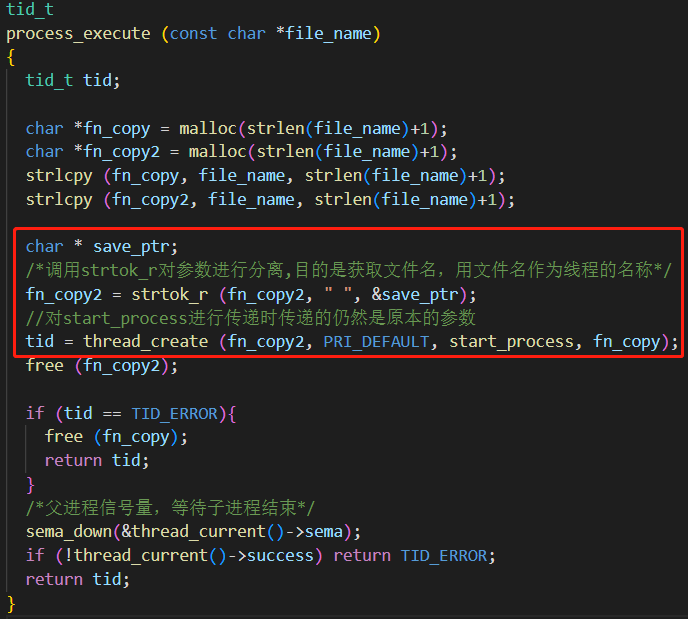 tid_t
process_execute (const char *file_name)
{
  tid_t tid;

  char *fn_copy = malloc(strlen(file_name)+1);
  char *fn_copy2 = malloc(strlen(file_name)+1);
  strlcpy (fn_copy, file_name, strlen(file_name)+1);
  strlcpy (fn_copy2, file_name, strlen(file_name)+1);

  char * save_ptr;
  /*调用strtok_r对参数进行分离,目的是获取文件名，用文件名作为线程的名称*/
  fn_copy2 = strtok_r (fn_copy2, " ", &save_ptr);
  //对start_process进行传递时传递的仍然是原本的参数
  tid = thread_create (fn_copy2, PRI_DEFAULT, start_process, fn_copy);
  free (fn_copy2);

  if (tid == TID_ERROR){
    free (fn_copy);
    return tid;
  }
  /*父进程信号量，等待子进程结束*/
  sema_down(&thread_current()->sema);
  if (!thread_current()->success) return TID_ERROR;
  return tid;
}